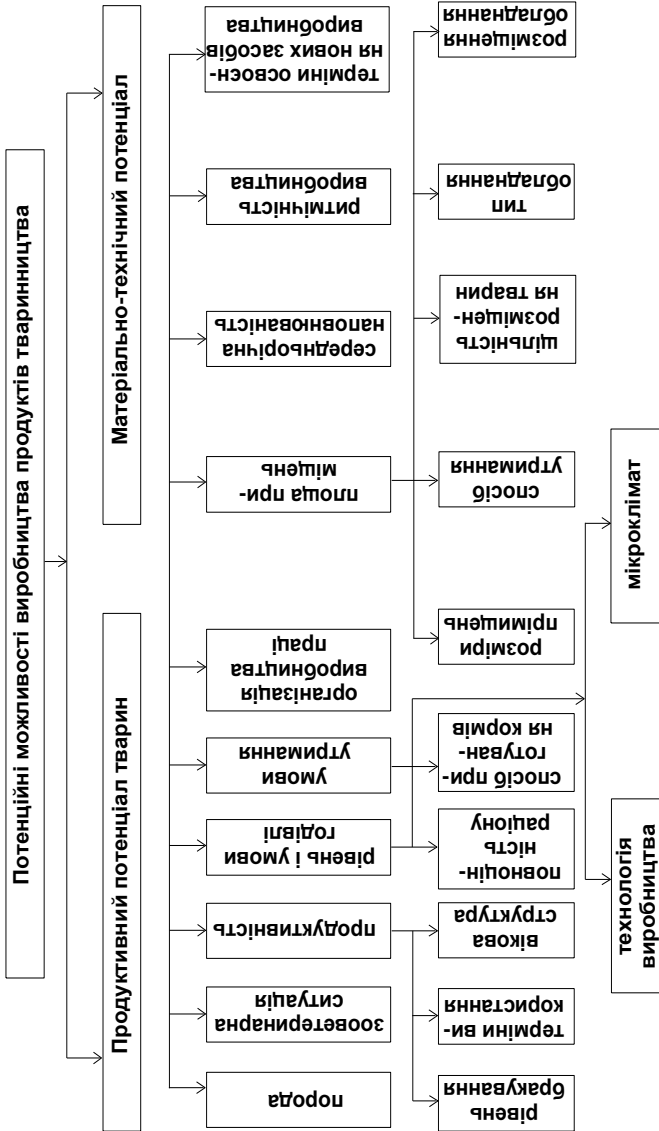 Потенційні можливості виробництва продуктів тваринництва
Продуктивний потенціал тварин
Матеріально-технічний потенціал
порода
зооветеринарна
ситуація
продуктивність
рівень і умови
годівлі
умови
утримання
організація
виробництва
праці
площа при-
міщень
середньорічна
наповнюваність
ритмічність
виробництва
терміни освоєн-
ня нових засобів
виробництва
рівень
бракування
терміни ви-
користання
вікова
структура
повноцін-
ність
раціону
спосіб при-
готуван-
ня кормів
розміри
прімищень
спосіб
утримання
щільність
розміщен-
ня тварин
тип
обладнання
розміщення
обладнання
технологія
виробництва
мікроклімат